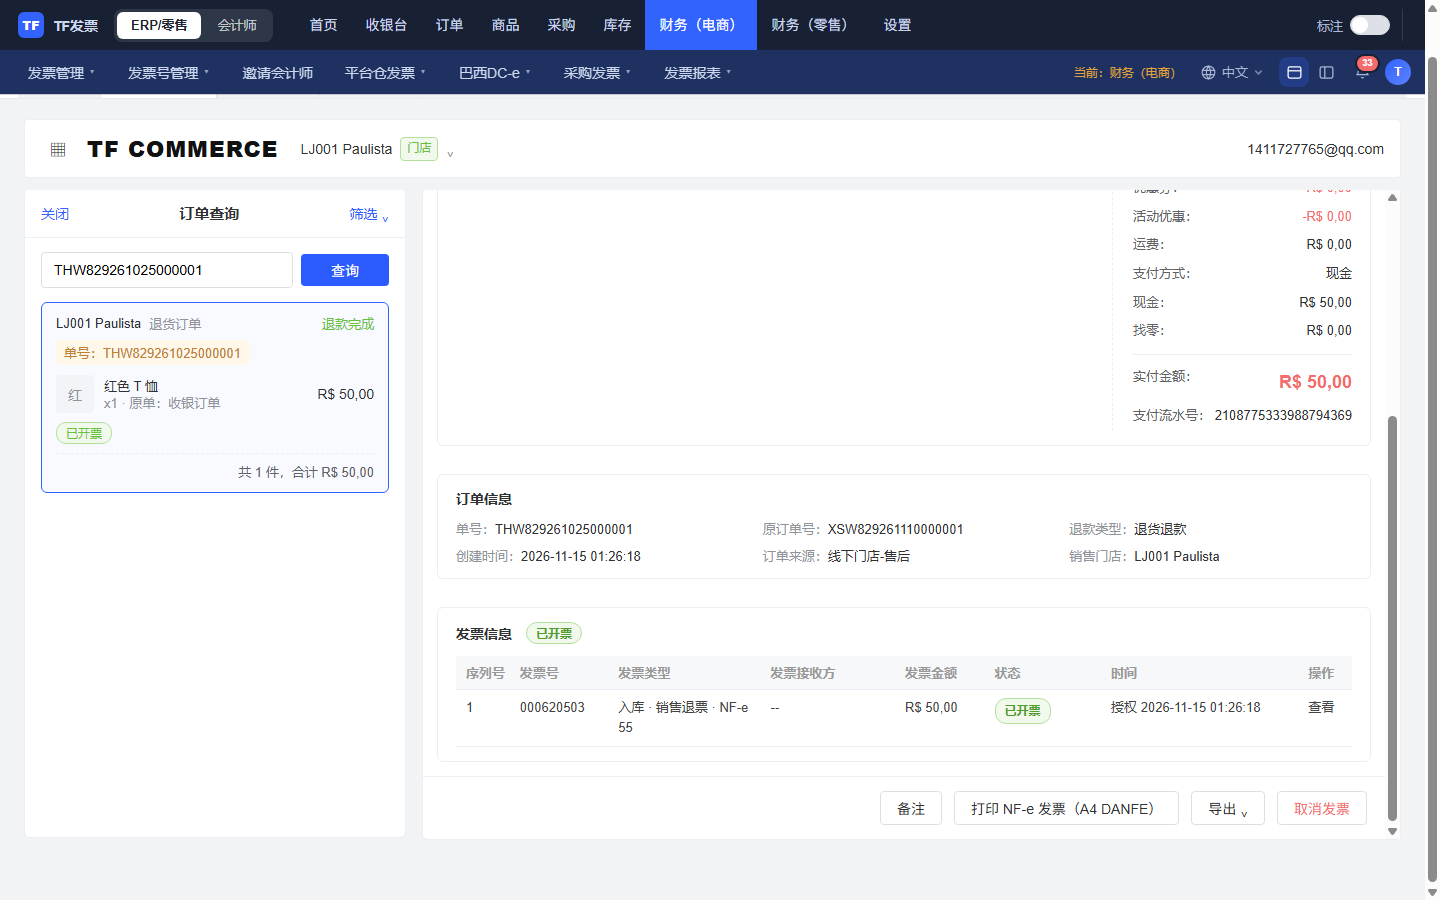 TF TF发票 ERP/零售 会计师 首页 收银台 订单 商品 采购 库存 财务（电商） 财务（零售） 设置 标注
发票管理 发票号管理 邀请会计师 平台仓发票 巴西DC-e 采购发票 发票报表 当前：财务（电商） 中文 33 T
TF COMMERCE LJ001 Paulista 门店 1411727765@qq.com
关闭 订单查询 筛选
THW829261025000001 查询
LJ001 Paulista 退货订单 退款完成
单号：THW829261025000001
红 红色 T 恤 R$ 50,00
x1 · 原单：收银订单
已开票
共 1 件，合计 R$ 50,00
活动优惠： -R$ 0,00
运费： R$ 0,00
支付方式： 现金
现金： R$ 50,00
找零： R$ 0,00
实付金额： R$ 50,00
支付流水号： 2108775333988794369
订单信息
单号：THW829261025000001 原订单号：XSW829261110000001 退款类型：退货退款
创建时间：2026-11-15 01:26:18 订单来源：线下门店-售后 销售门店：LJ001 Paulista
发票信息 已开票
序列号 发票号 发票类型 发票接收方 发票金额 状态 时间 操作
1 000620503 入库 · 销售退票 · NF-e 55 -- R$ 50,00 已开票 授权 2026-11-15 01:26:18 查看
备注 打印 NF-e 发票（A4 DANFE） 导出 取消发票